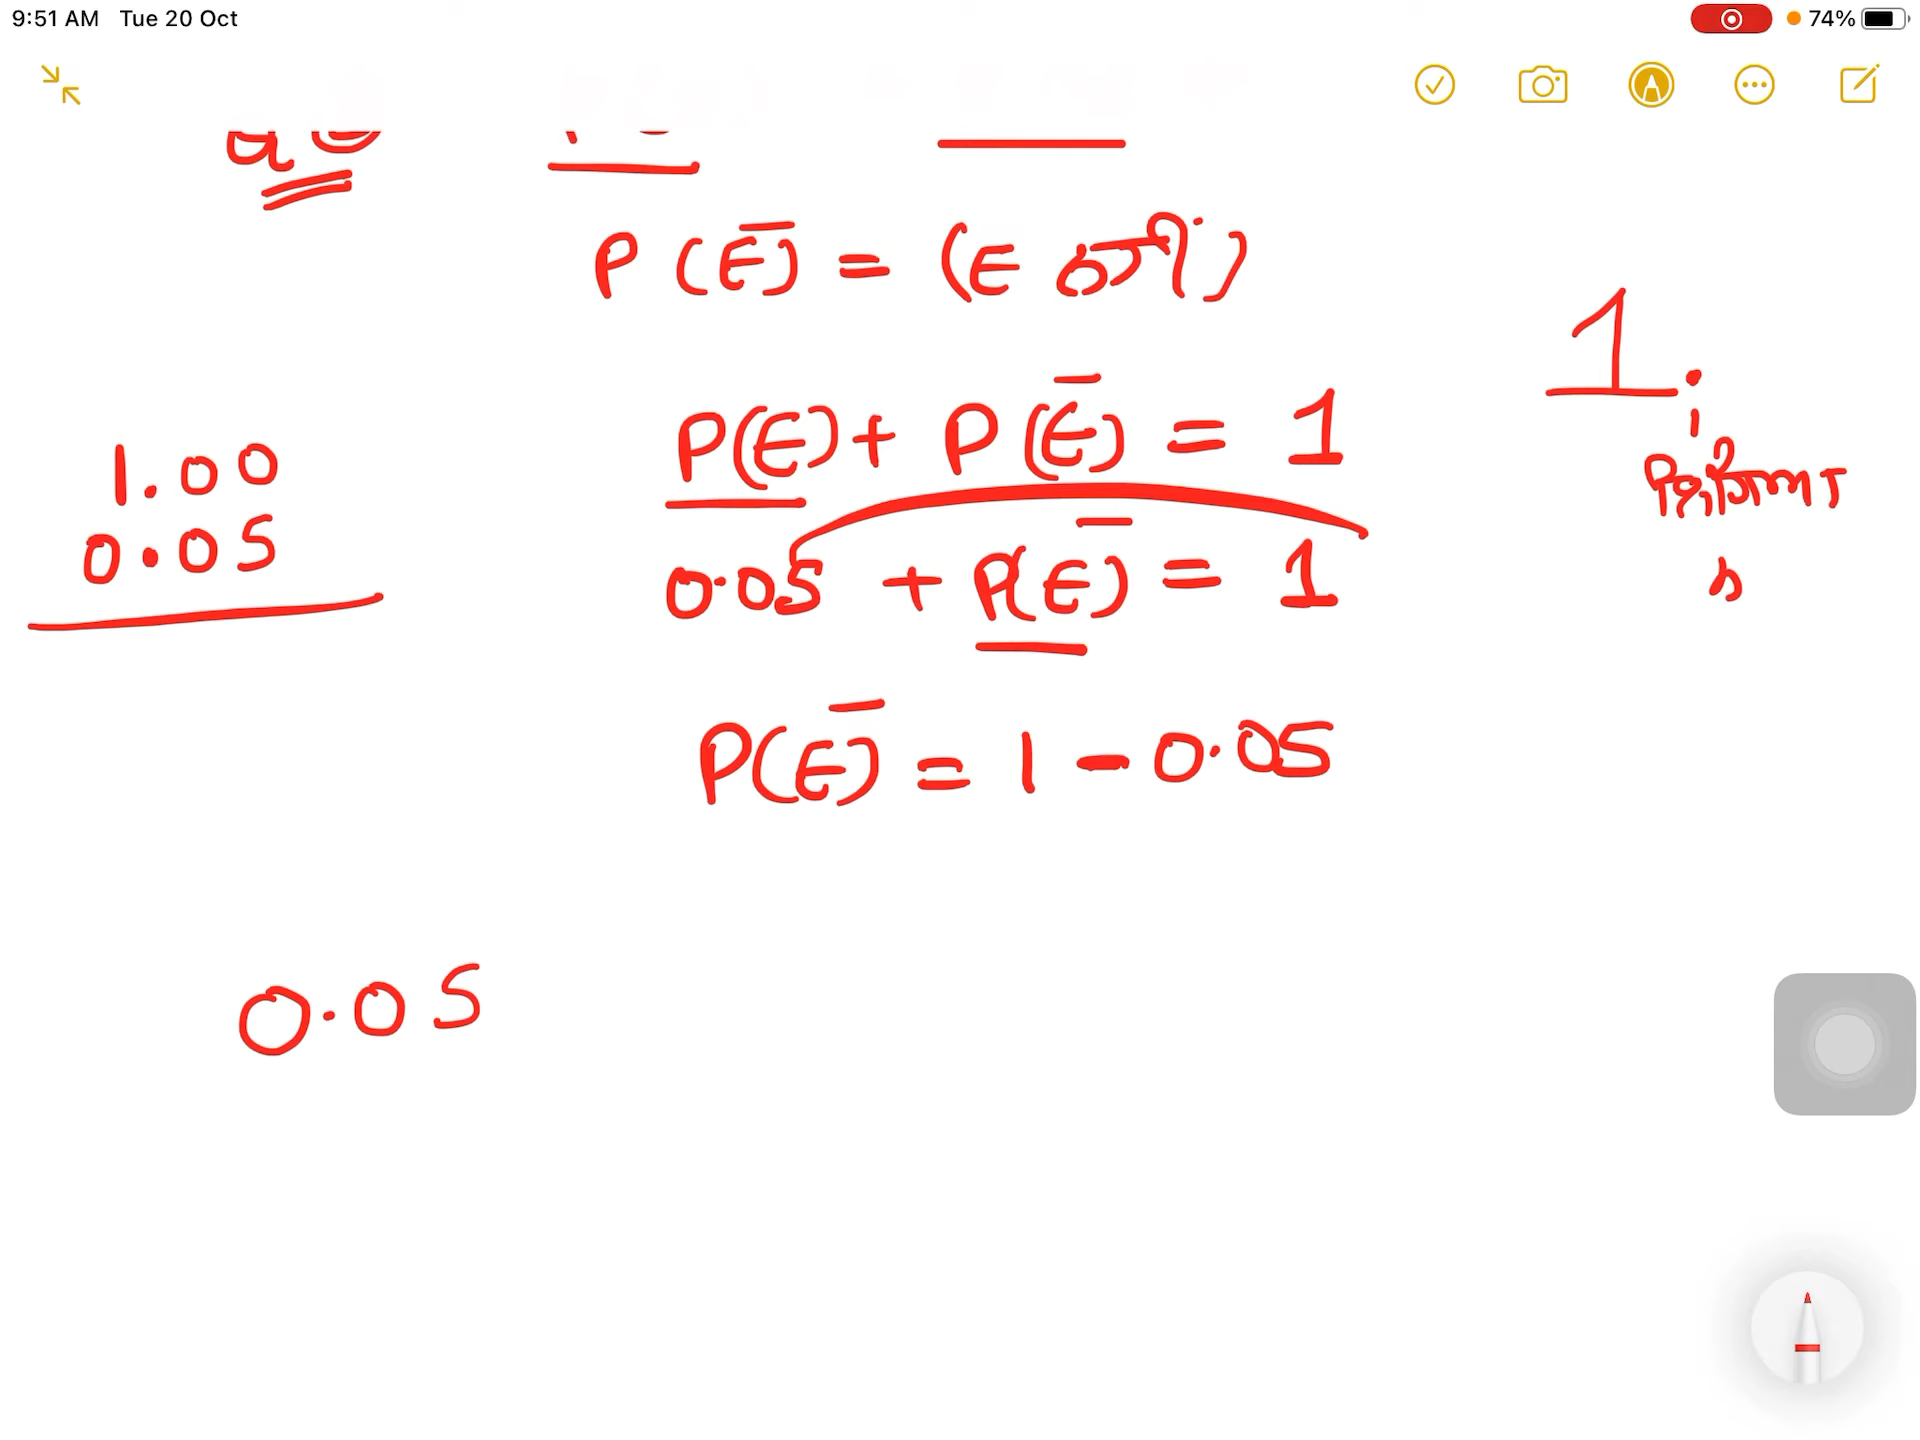 9:51 AM Tue 20 Oct
74%
P(E̅) = (E नाही)
1.
P(E) + P(E̅) = 1
1.00
0.05
0.05 + P(E̅) = 1
P(E̅) = 1 - 0.05
0.05